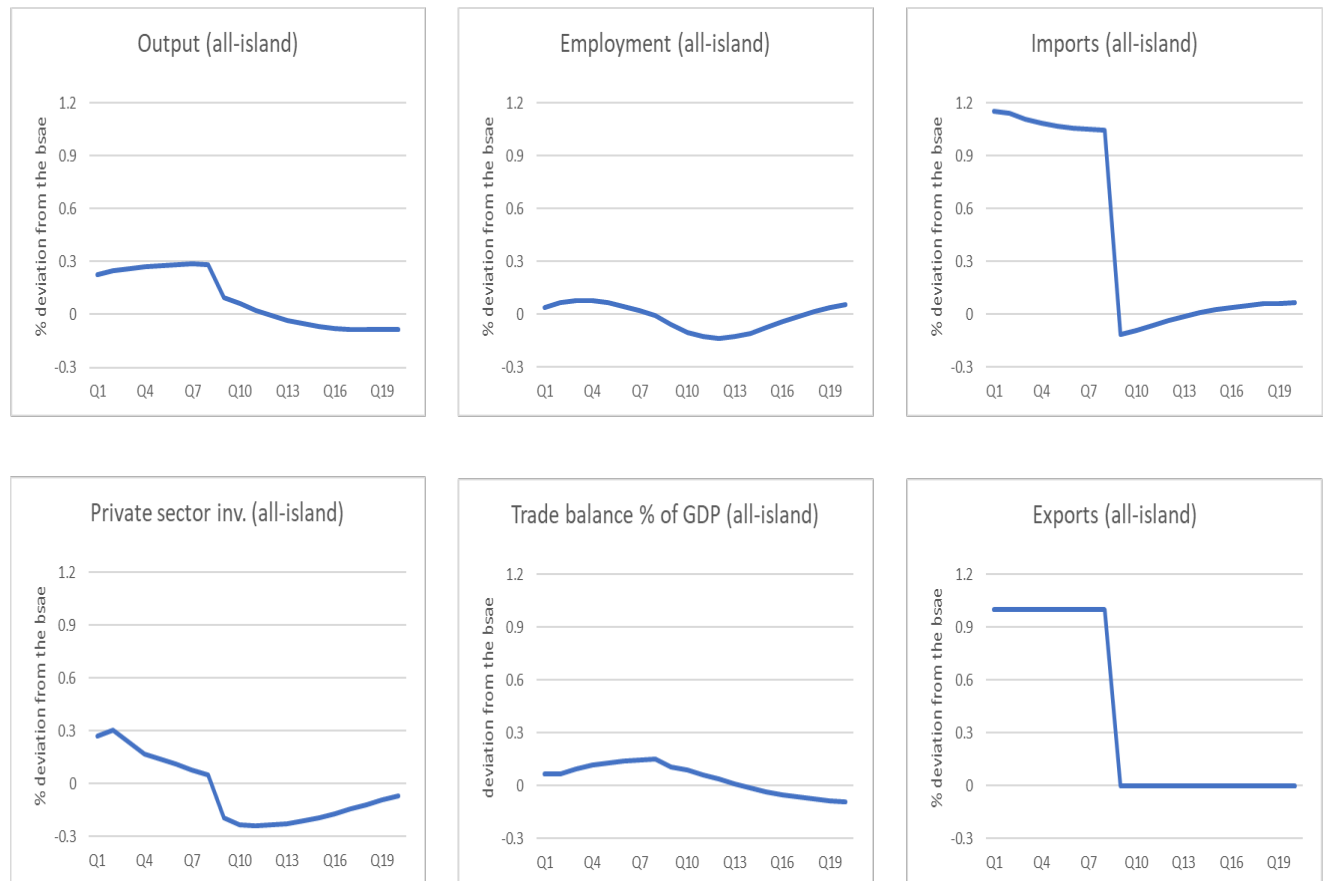 Output (all-island)
% deviation from the bsae
1.2
0.9
0.6
0.3
0
-0.3
Q1 Q4 Q7 Q10 Q13 Q16 Q19
Employment (all-island)
% deviation from the bsae
1.2
0.9
0.6
0.3
0
-0.3
Q1 Q4 Q7 Q10 Q13 Q16 Q19
Imports (all-island)
% deviation from the bsae
1.2
0.9
0.6
0.3
0
-0.3
Q1 Q4 Q7 Q10 Q13 Q16 Q19
Private sector inv. (all-island)
% deviation from the bsae
1.2
0.9
0.6
0.3
0
-0.3
Q1 Q4 Q7 Q10 Q13 Q16 Q19
Trade balance % of GDP (all-island)
deviation from the bsae
1.2
0.9
0.6
0.3
0
-0.3
Q1 Q4 Q7 Q10 Q13 Q16 Q19
Exports (all-island)
% deviation from the bsae
1.2
0.9
0.6
0.3
0
-0.3
Q1 Q4 Q7 Q10 Q13 Q16 Q19